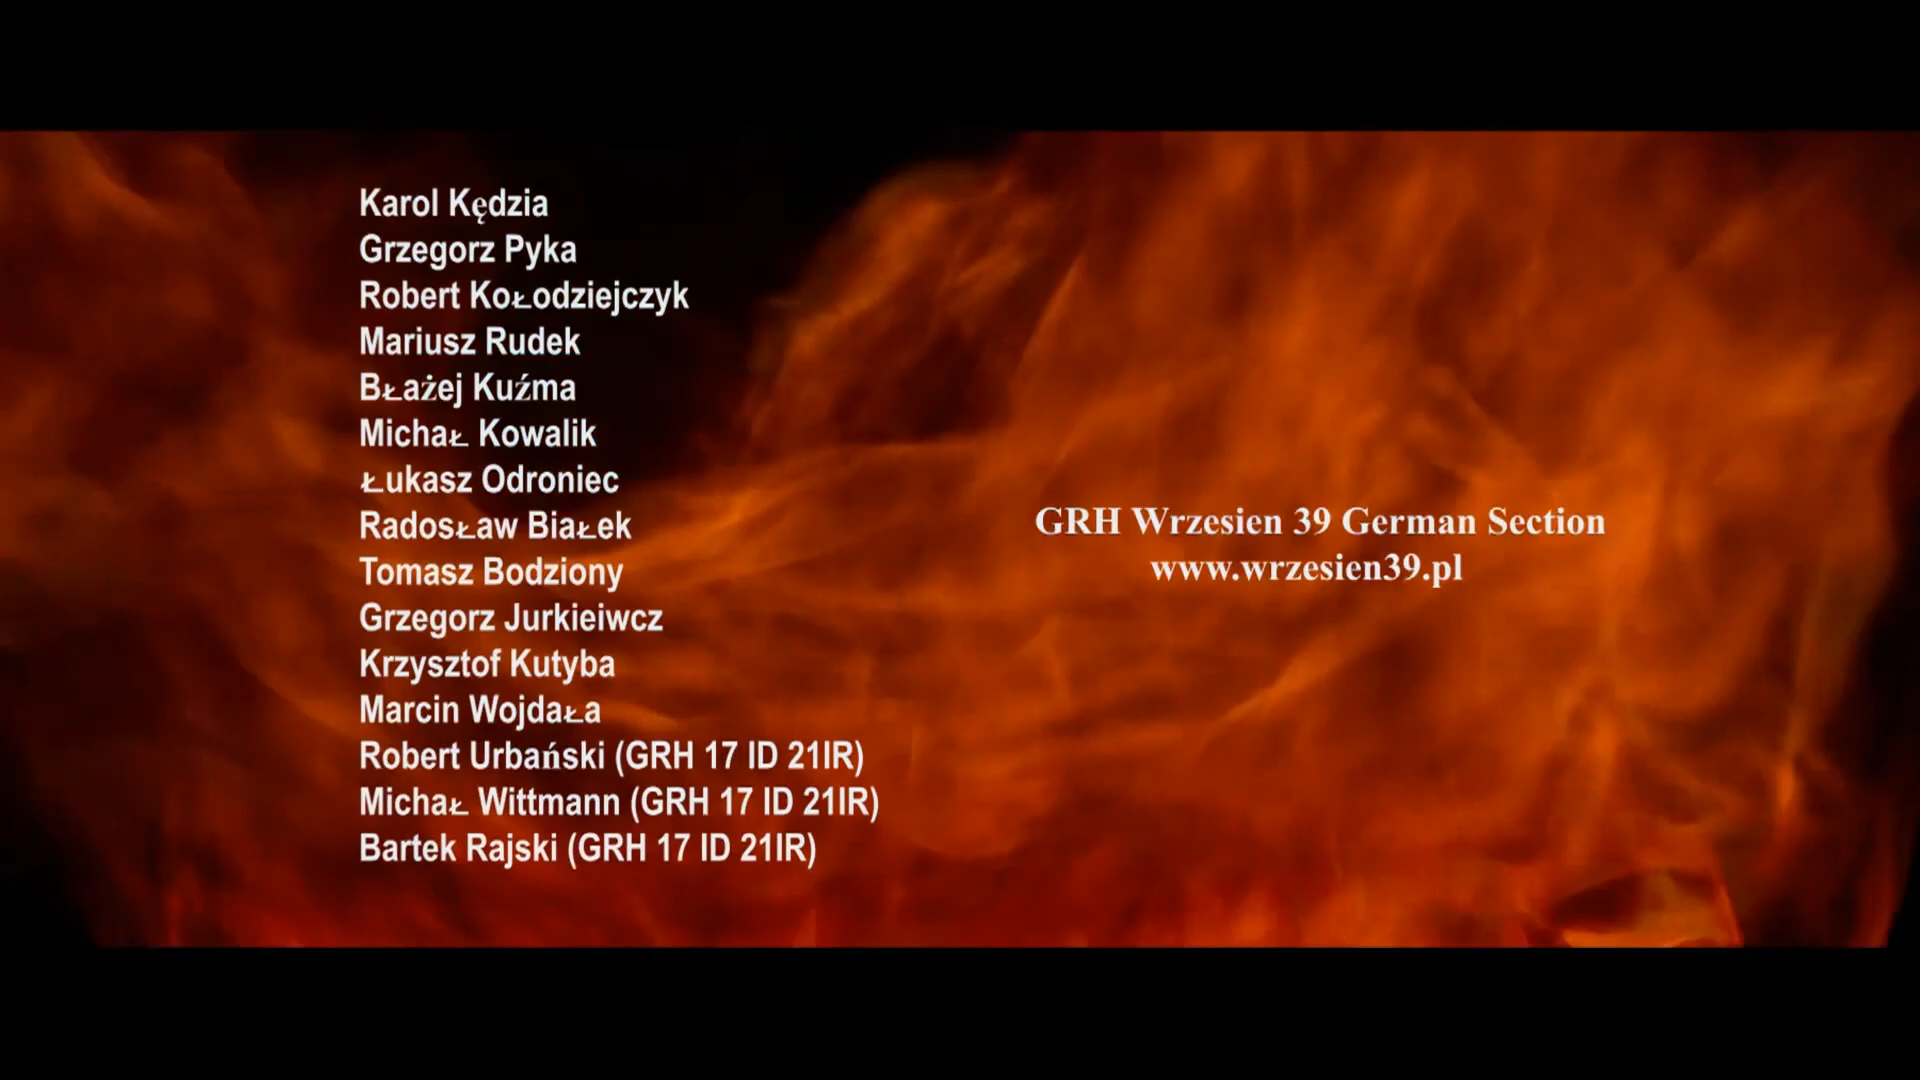 Karol Kędzia
Grzegorz Pyka
Robert KoŁodziejczyk
Mariusz Rudek
BŁażej Kuźma
MichaŁ Kowalik
Łukasz Odroniec
RadosŁaw BiaŁek
Tomasz Bodziony
Grzegorz Jurkieiwcz
Krzysztof Kutyba
Marcin WojdaŁa
Robert Urbański (GRH 17 ID 21IR)
MichaŁ Wittmann (GRH 17 ID 21IR)
Bartek Rajski (GRH 17 ID 21IR)
GRH Wrzesien 39 German Section
www.wrzesien39.pl